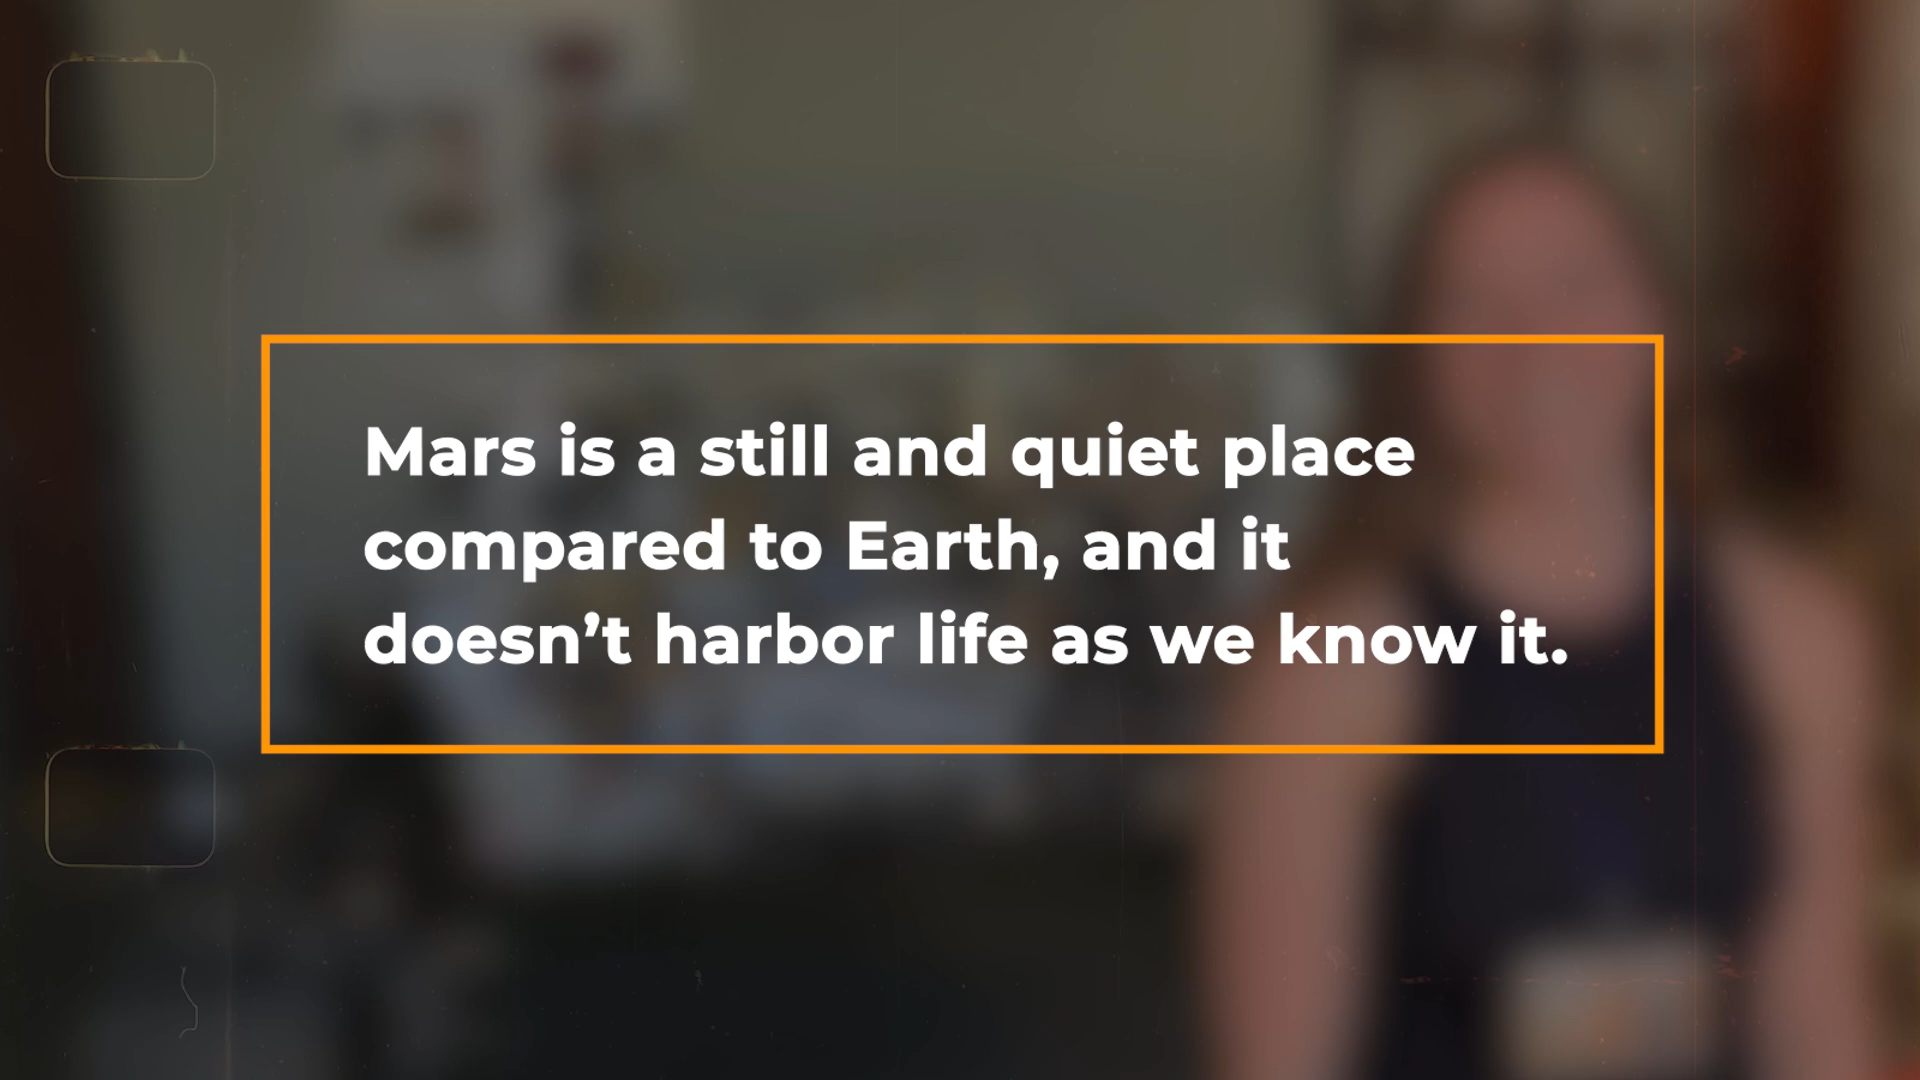 Mars is a still and quiet place
compared to Earth, and it
doesn’t harbor life as we know it.